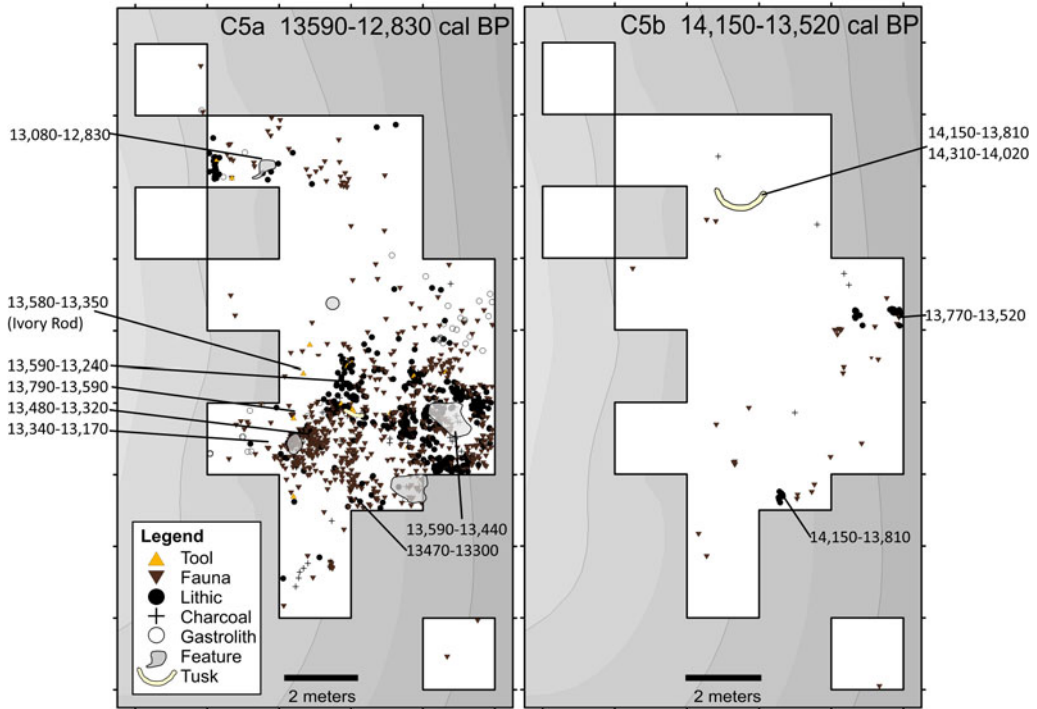 C5a 13590-12,830 cal BP
13,080-12,830
13,580-13,350
(Ivory Rod)
13,590-13,240
13,790-13,590
13,480-13,320
13,340-13,170
13,590-13,440
13470-13300
Legend
Tool
Fauna
Lithic
Charcoal
Gastrolith
Feature
Tusk
2 meters
C5b 14,150-13,520 cal BP
14,150-13,810
14,310-14,020
13,770-13,520
14,150-13,810
2 meters